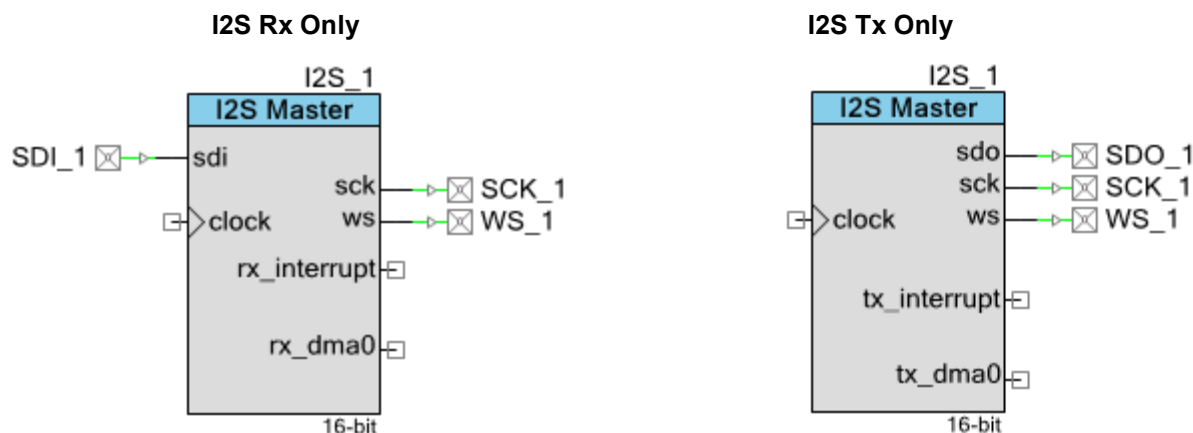 I2S Rx Only
I2S_1
I2S Master
SDI_1
sdi
sck
SCK_1
clock
ws
WS_1
rx_interrupt
rx_dma0
16-bit
I2S Tx Only
I2S_1
I2S Master
sdo
SDO_1
sck
SCK_1
clock
ws
WS_1
tx_interrupt
tx_dma0
16-bit